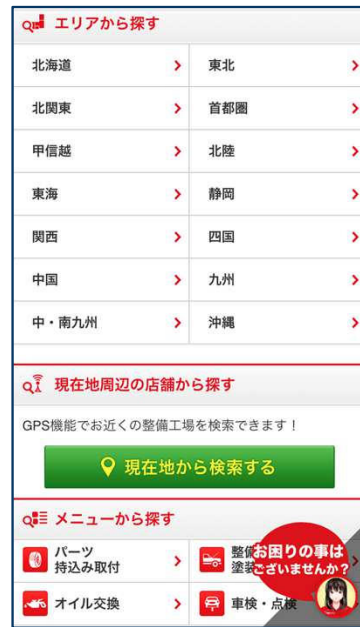 エリアから探す
北海道 東北
北関東 首都圏
甲信越 北陸
東海 静岡
関西 四国
中国 九州
中・南九州 沖縄
現在地周辺の店舗から探す
GPS機能でお近くの整備工場を検索できます！
現在地から検索する
メニューから探す
パーツ
持込み取付
整備
塗装
お困りの事は
ございませんか？
オイル交換 車検・点検